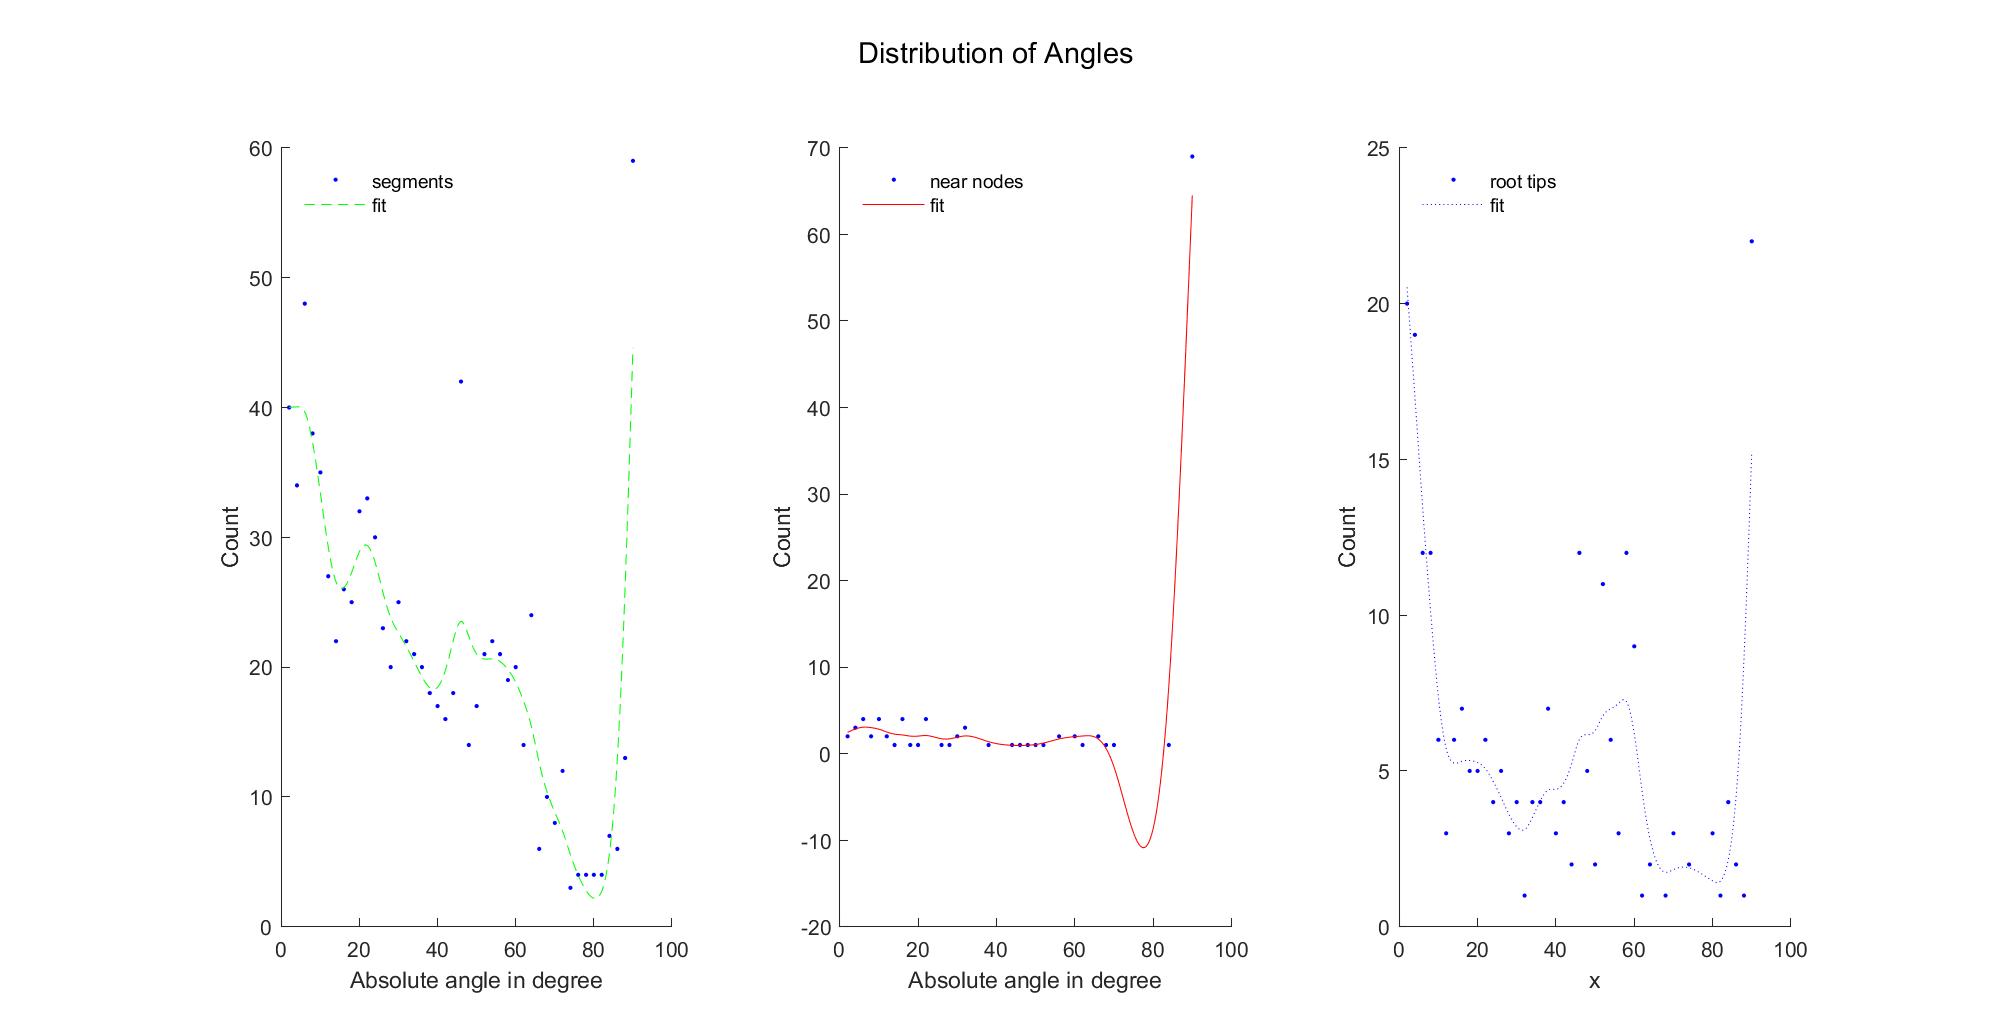 Distribution of Angles
60
50
40
30
20
10
0
0 20 40 60 80 100
Count
Absolute angle in degree
segments
fit
70
60
50
40
30
20
10
0
-10
-20
0 20 40 60 80 100
Count
Absolute angle in degree
near nodes
fit
25
20
15
10
5
0
0 20 40 60 80 100
Count
x
root tips
fit